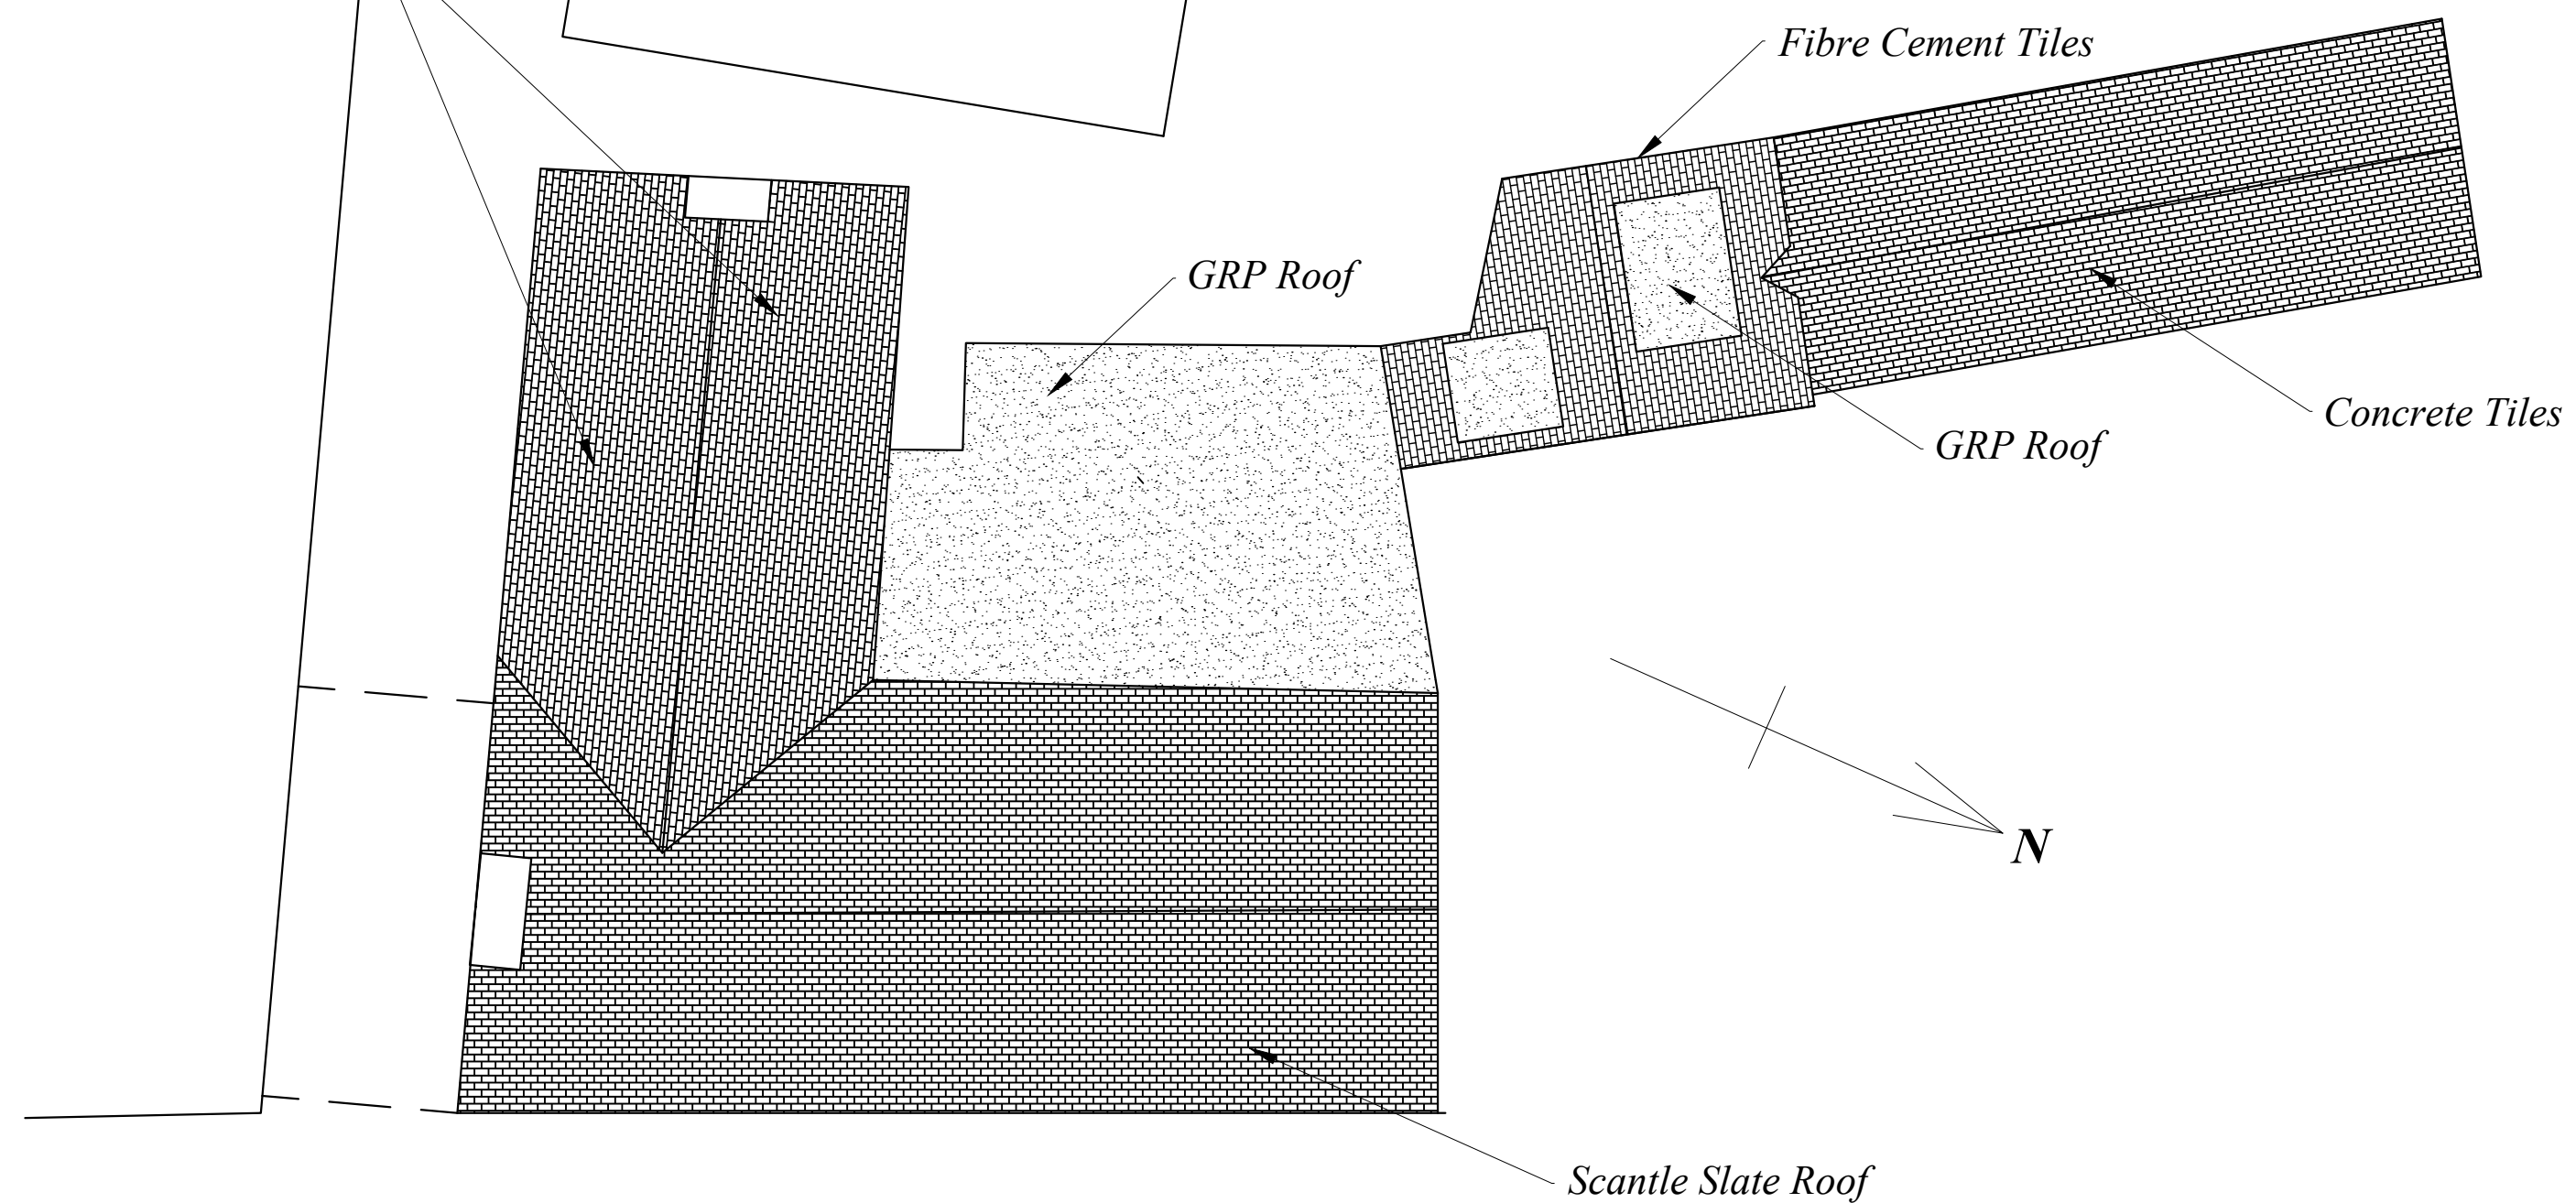 Fibre Cement Tiles
GRP Roof
Concrete Tiles
GRP Roof
N
Scantle Slate Roof